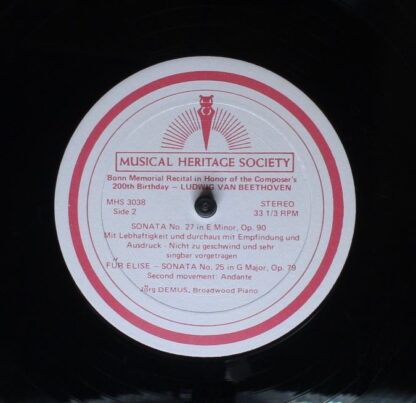 MUSICAL HERITAGE SOCIETY
Bonn Memorial Recital in Honor of the Composer's
200th Birthday — LUDWIG VAN BEETHOVEN
MHS 3038 STEREO
Side 2 33 1/3 RPM
SONATA No. 27 in E Minor, Op. 90
Mit Lebhaftigkeit und durchaus mit Empfindung und
Ausdruck - Nicht zu geschwind und sehr
singbar vorgetragen
FÜR ELISE — SONATA No. 25 in G Major, Op. 79
Second movement: Andante
Jörg DEMUS, Broadwood Piano